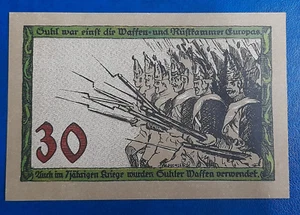 Suhl war einst die Waffen- und Rüstkammer Europas.
30
Auch im 7jährigen Kriege wurden Suhler Waffen verwendet.